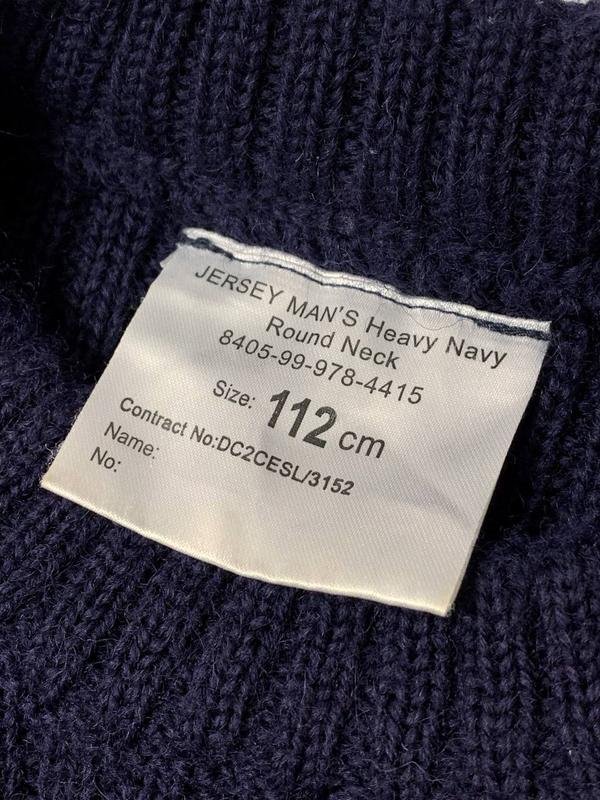 JERSEY MAN'S Heavy Navy
Round Neck
8405-99-978-4415
Size: 112 cm
Contract No:DC2CESL/3152
Name:
No: